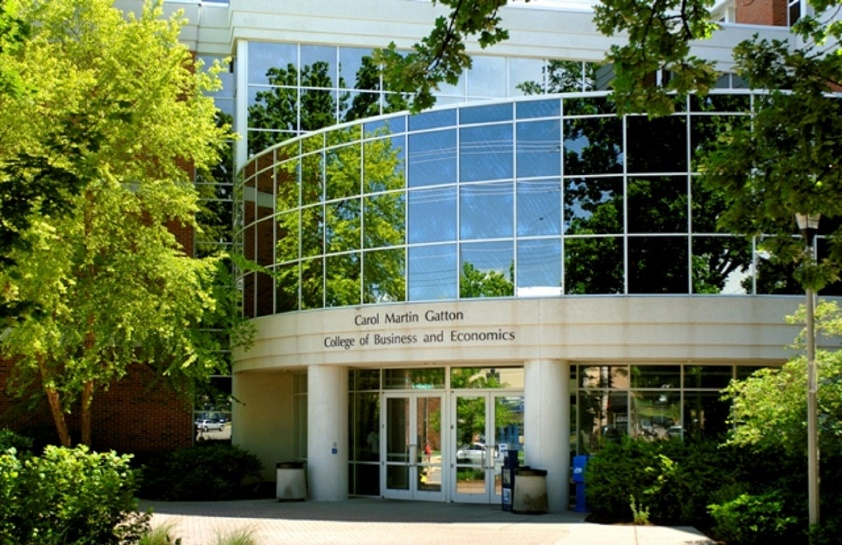 Carol Martin Gatton
College of Business and Economics